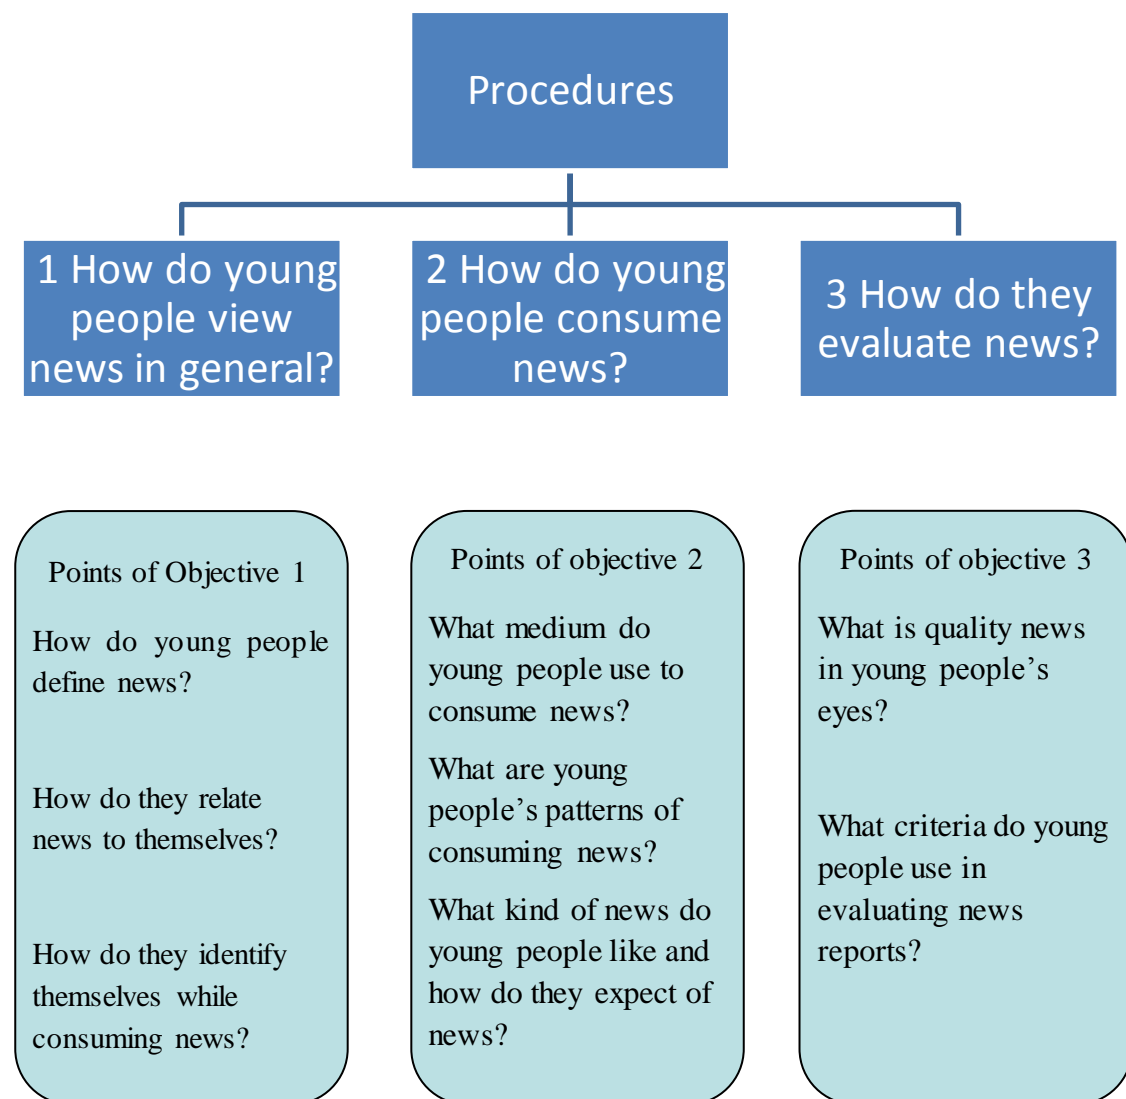 Procedures
1 How do young
people view
news in general?
2 How do young
people consume
news?
3 How do they
evaluate news?
Points of Objective 1
How do young people
define news?
How do they relate
news to themselves?
How do they identify
themselves while
consuming news?
Points of objective 2
What medium do
young people use to
consume news?
What are young
people’s patterns of
consuming news?
What kind of news do
young people like and
how do they expect of
news?
Points of objective 3
What is quality news
in young people’s
eyes?
What criteria do young
people use in
evaluating news
reports?